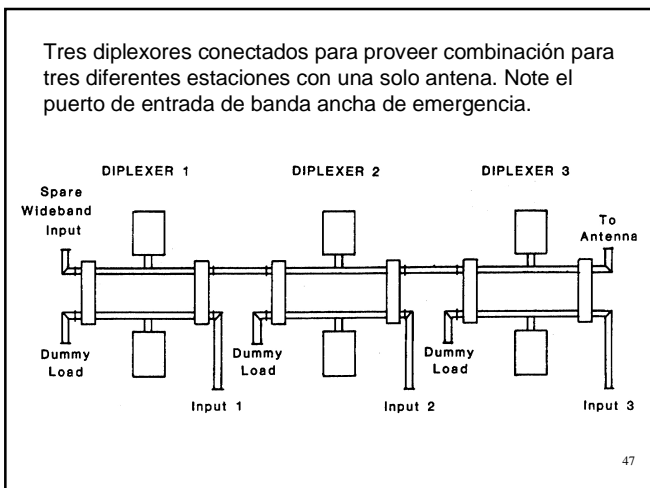 Tres diplexores conectados para proveer combinación para
tres diferentes estaciones con una solo antena. Note el
puerto de entrada de banda ancha de emergencia.
DIPLEXER 1
DIPLEXER 2
DIPLEXER 3
Spare
Wideband
Input
To
Antenna
Dummy
Load
Dummy
Load
Dummy
Load
Input 1
Input 2
Input 3
47